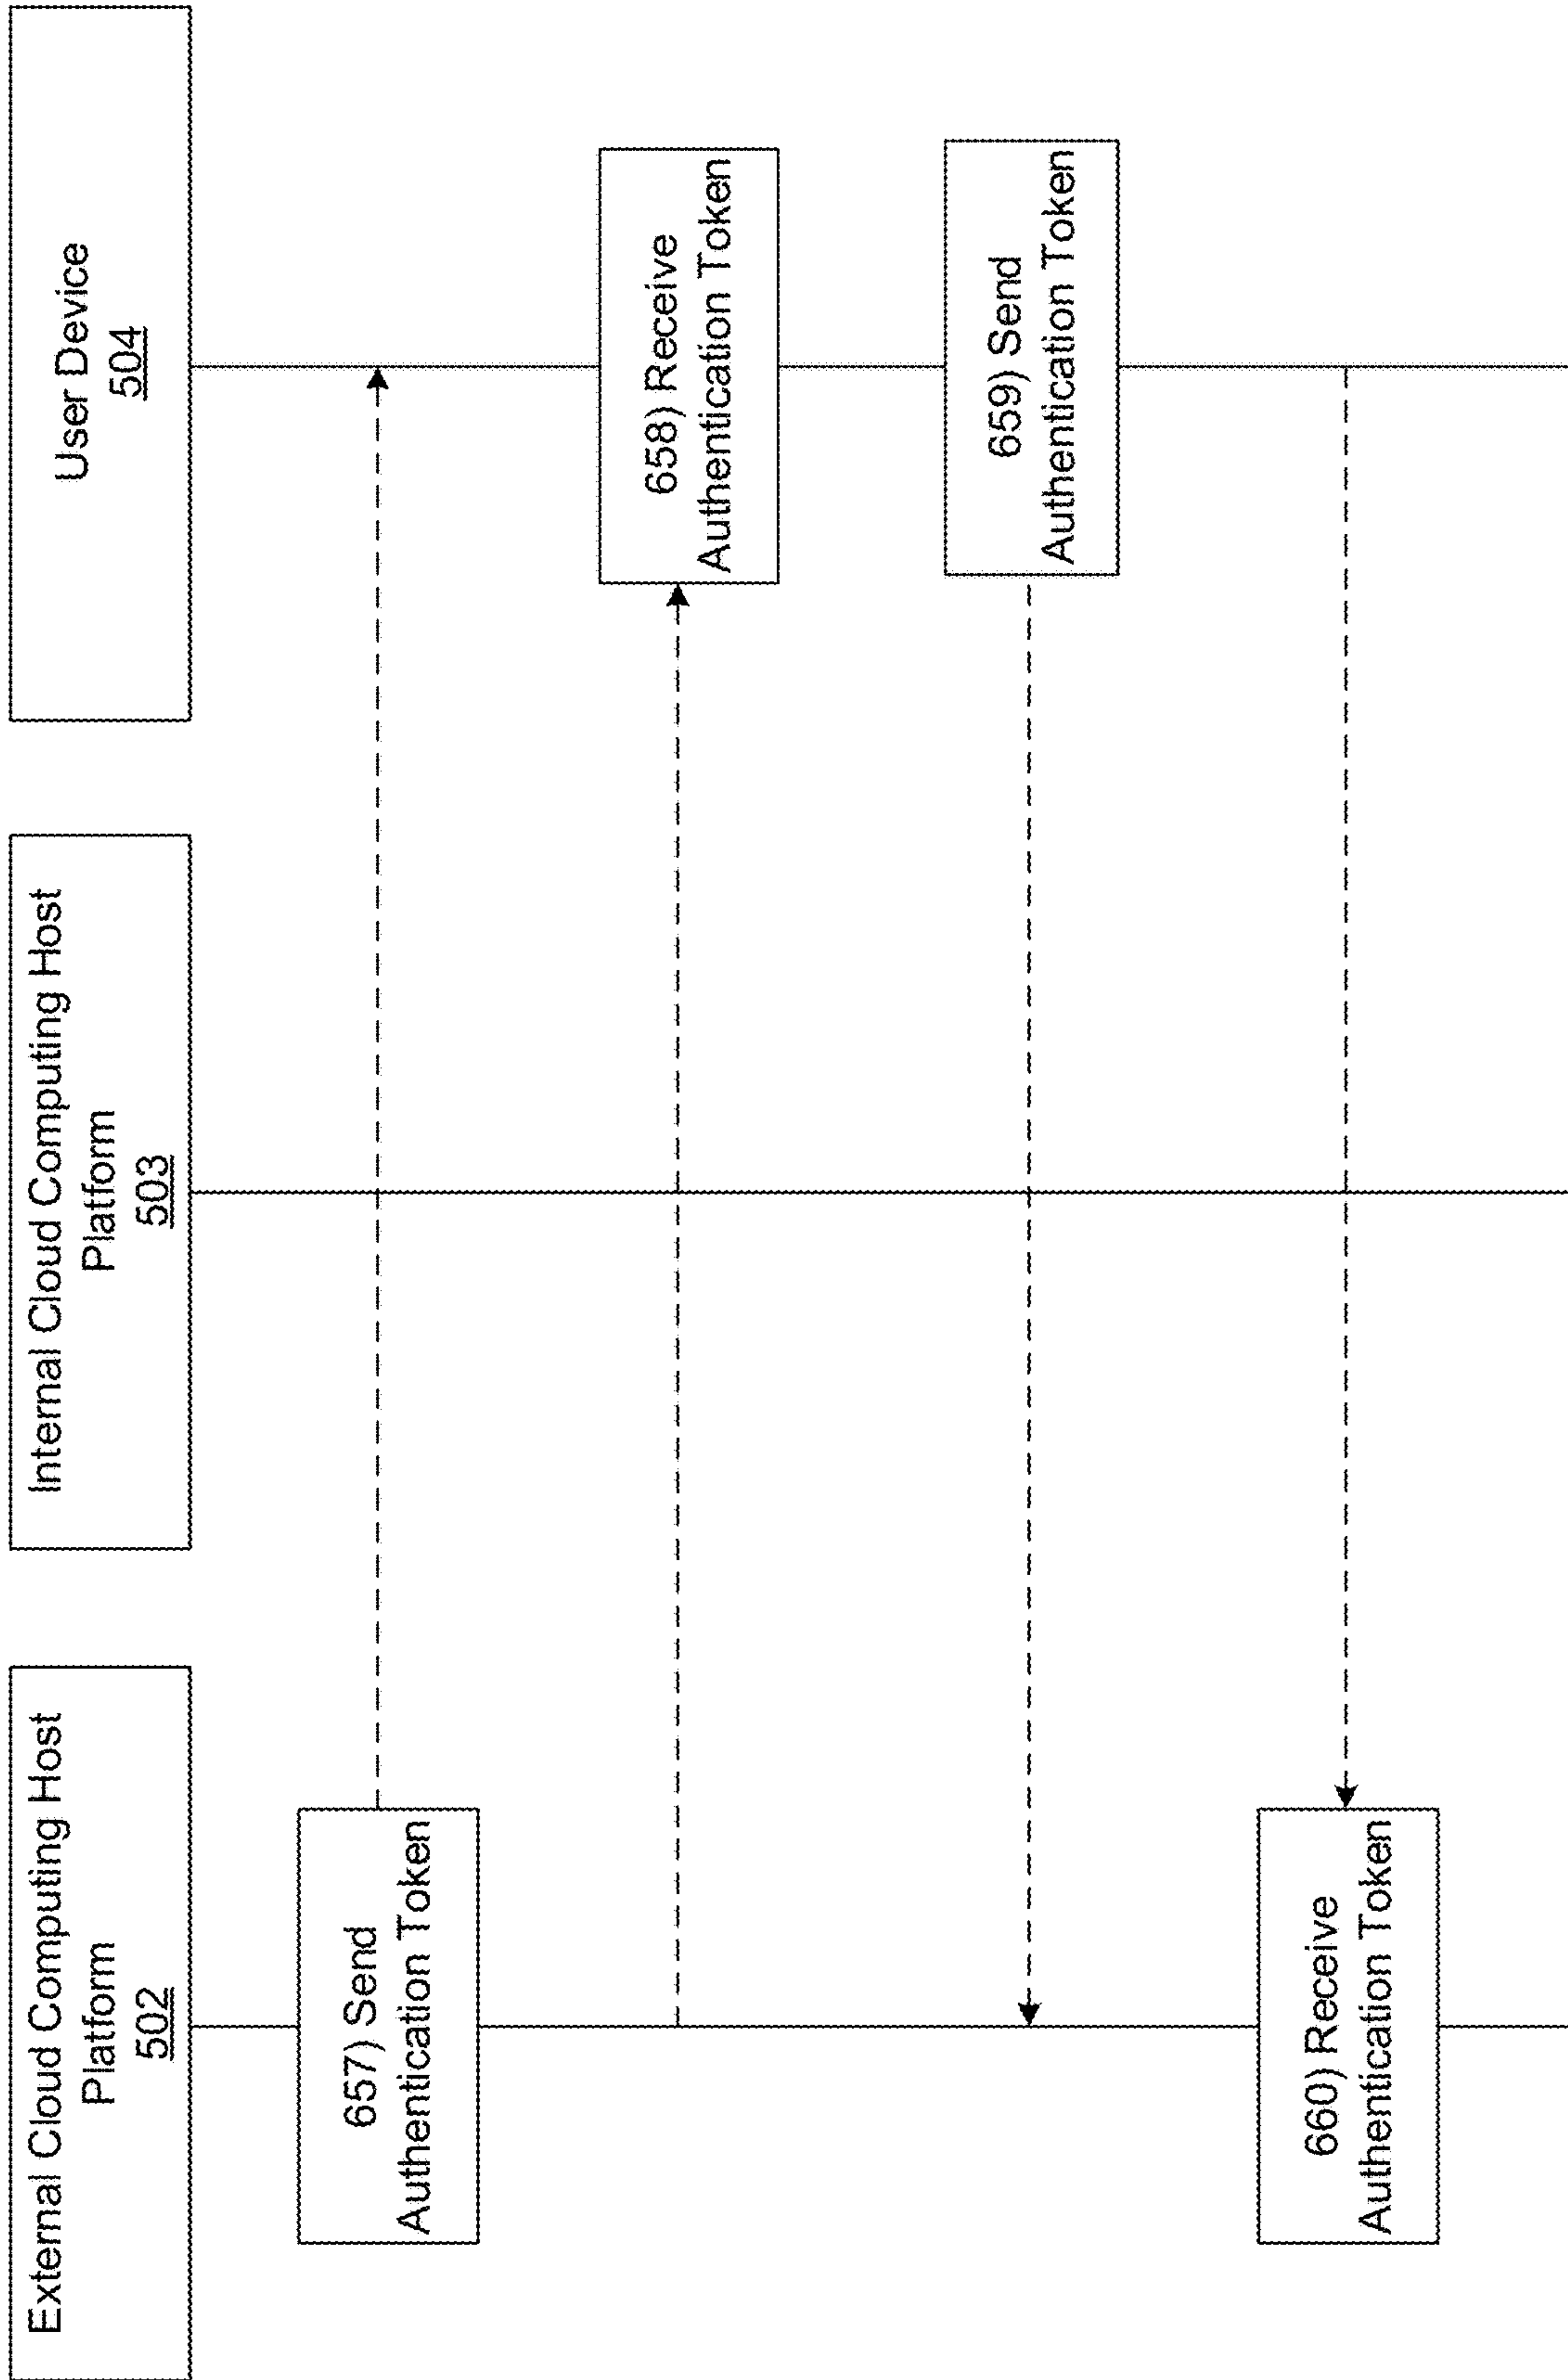 External Cloud Computing Host
Platform
502
Internal Cloud Computing Host
Platform
503
User Device
504
657) Send
Authentication Token
658) Receive
Authentication Token
659) Send
Authentication Token
660) Receive
Authentication Token